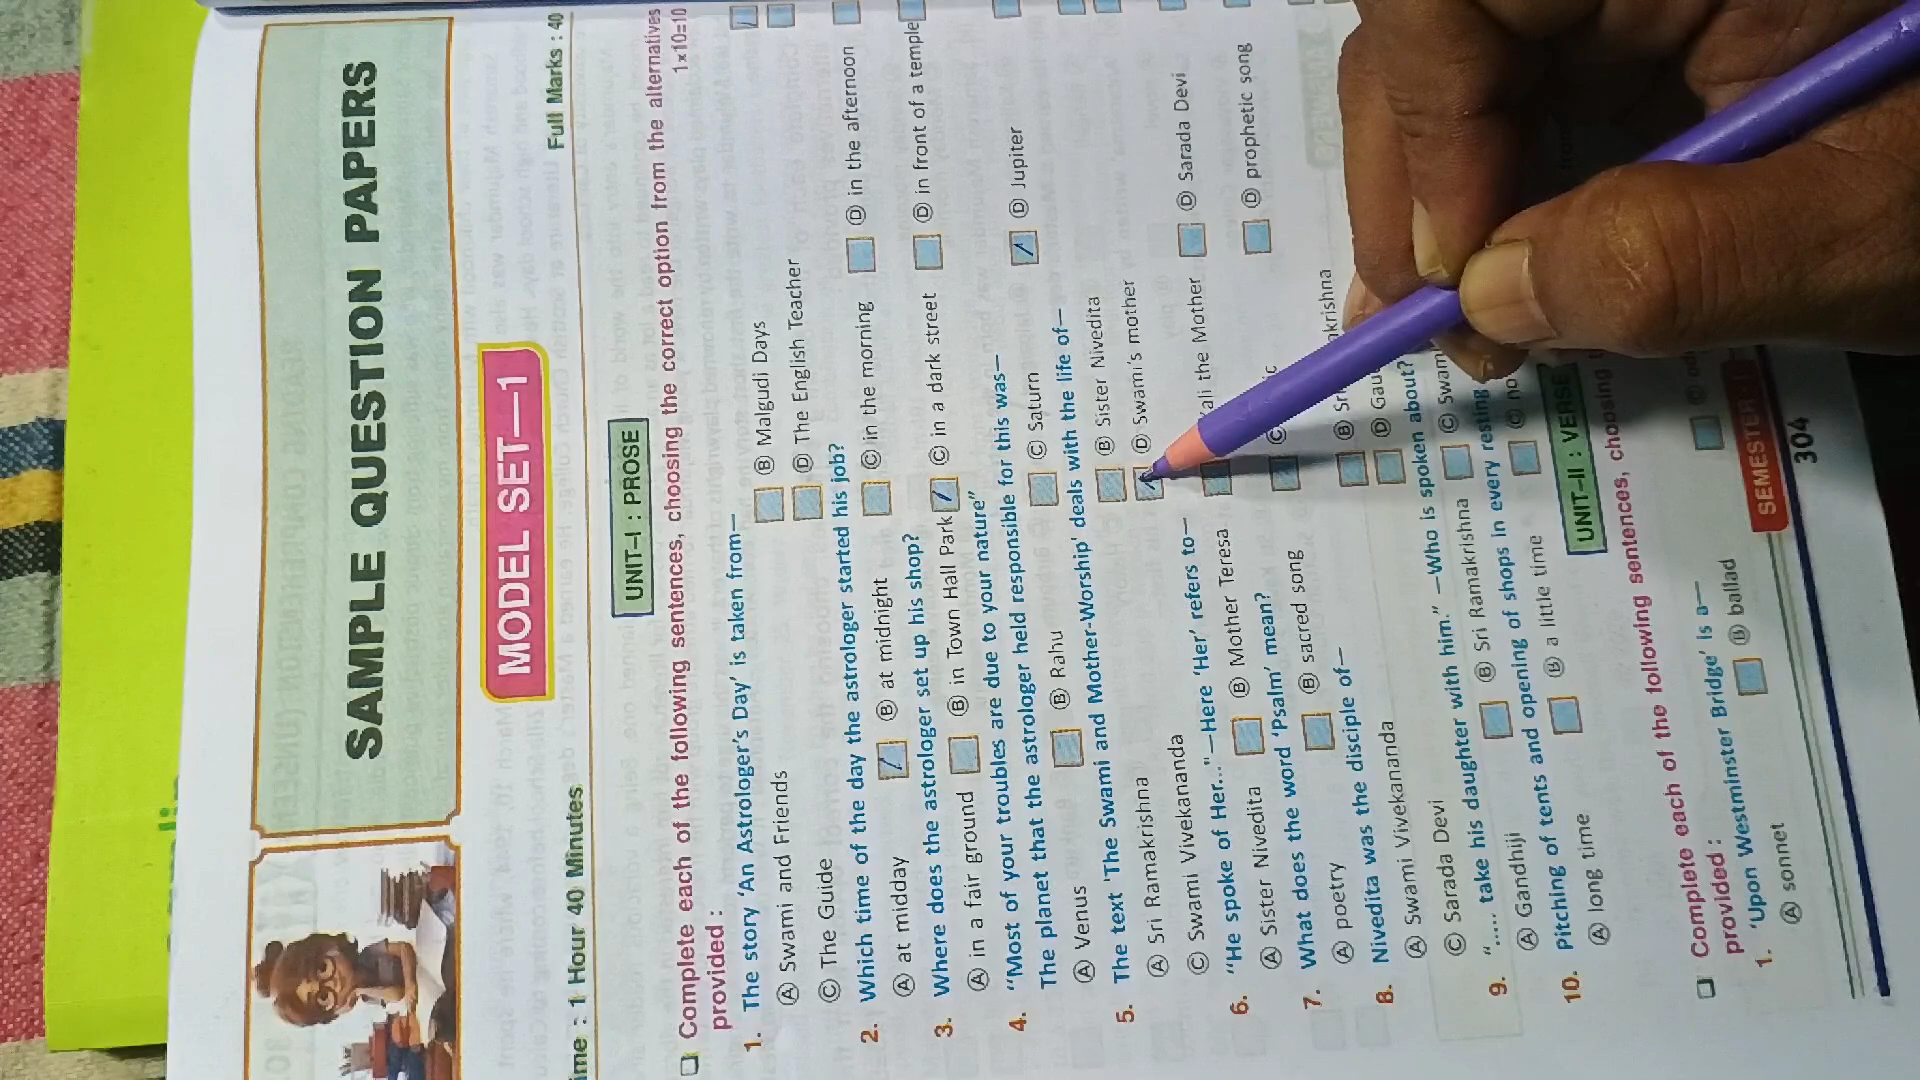 SAMPLE QUESTION PAPERS
MODEL SET—1
ime : 1 Hour 40 Minutes Full Marks : 40
UNIT–I : PROSE
❑ Complete each of the following sentences, choosing the correct option from the alternatives
provided : 1×10=10
1. The story ‘An Astrologer’s Day’ is taken from—
Ⓐ Swami and Friends Ⓑ Malgudi Days
Ⓒ The Guide Ⓓ The English Teacher
2. Which time of the day the astrologer started his job?
Ⓐ at midday Ⓑ at midnight Ⓒ in the morning Ⓓ in the afternoon
3. Where does the astrologer set up his shop?
Ⓐ in a fair ground Ⓑ in Town Hall Park Ⓒ in a dark street Ⓓ in front of a temple
4. “Most of your troubles are due to your nature”
The planet that the astrologer held responsible for this was—
Ⓐ Venus Ⓑ Rahu Ⓒ Saturn Ⓓ Jupiter
5. The text 'The Swami and Mother-Worship' deals with the life of—
Ⓐ Sri Ramakrishna Ⓑ Sister Nivedita
Ⓒ Swami Vivekananda Ⓓ Swami’s mother
6. “He spoke of Her...”—Here ‘Her’ refers to—
Ⓐ Sister Nivedita Ⓑ Mother Teresa ali the Mother Ⓓ Sarada Devi
7. What does the word ‘Psalm’ mean?
Ⓐ poetry Ⓑ sacred song Ⓒ Ⓓ prophetic song
8. Nivedita was the disciple of—
Ⓐ Swami Vivekananda Ⓑ Sri akrishna
Ⓒ Sarada Devi Ⓓ Gau
9. “..... take his daughter with him.” —Who is spoken about?
Ⓐ Gandhiji Ⓑ Sri Ramakrishna Ⓒ Swam
10. Pitching of tents and opening of shops in every resting
Ⓐ long time Ⓑ a little time Ⓒ no
UNIT–II : VERSE
❑ Complete each of the following sentences, choosing
provided :
1. ‘Upon Westminster Bridge’ is a—
Ⓐ sonnet Ⓑ ballad
SEMESTER
304